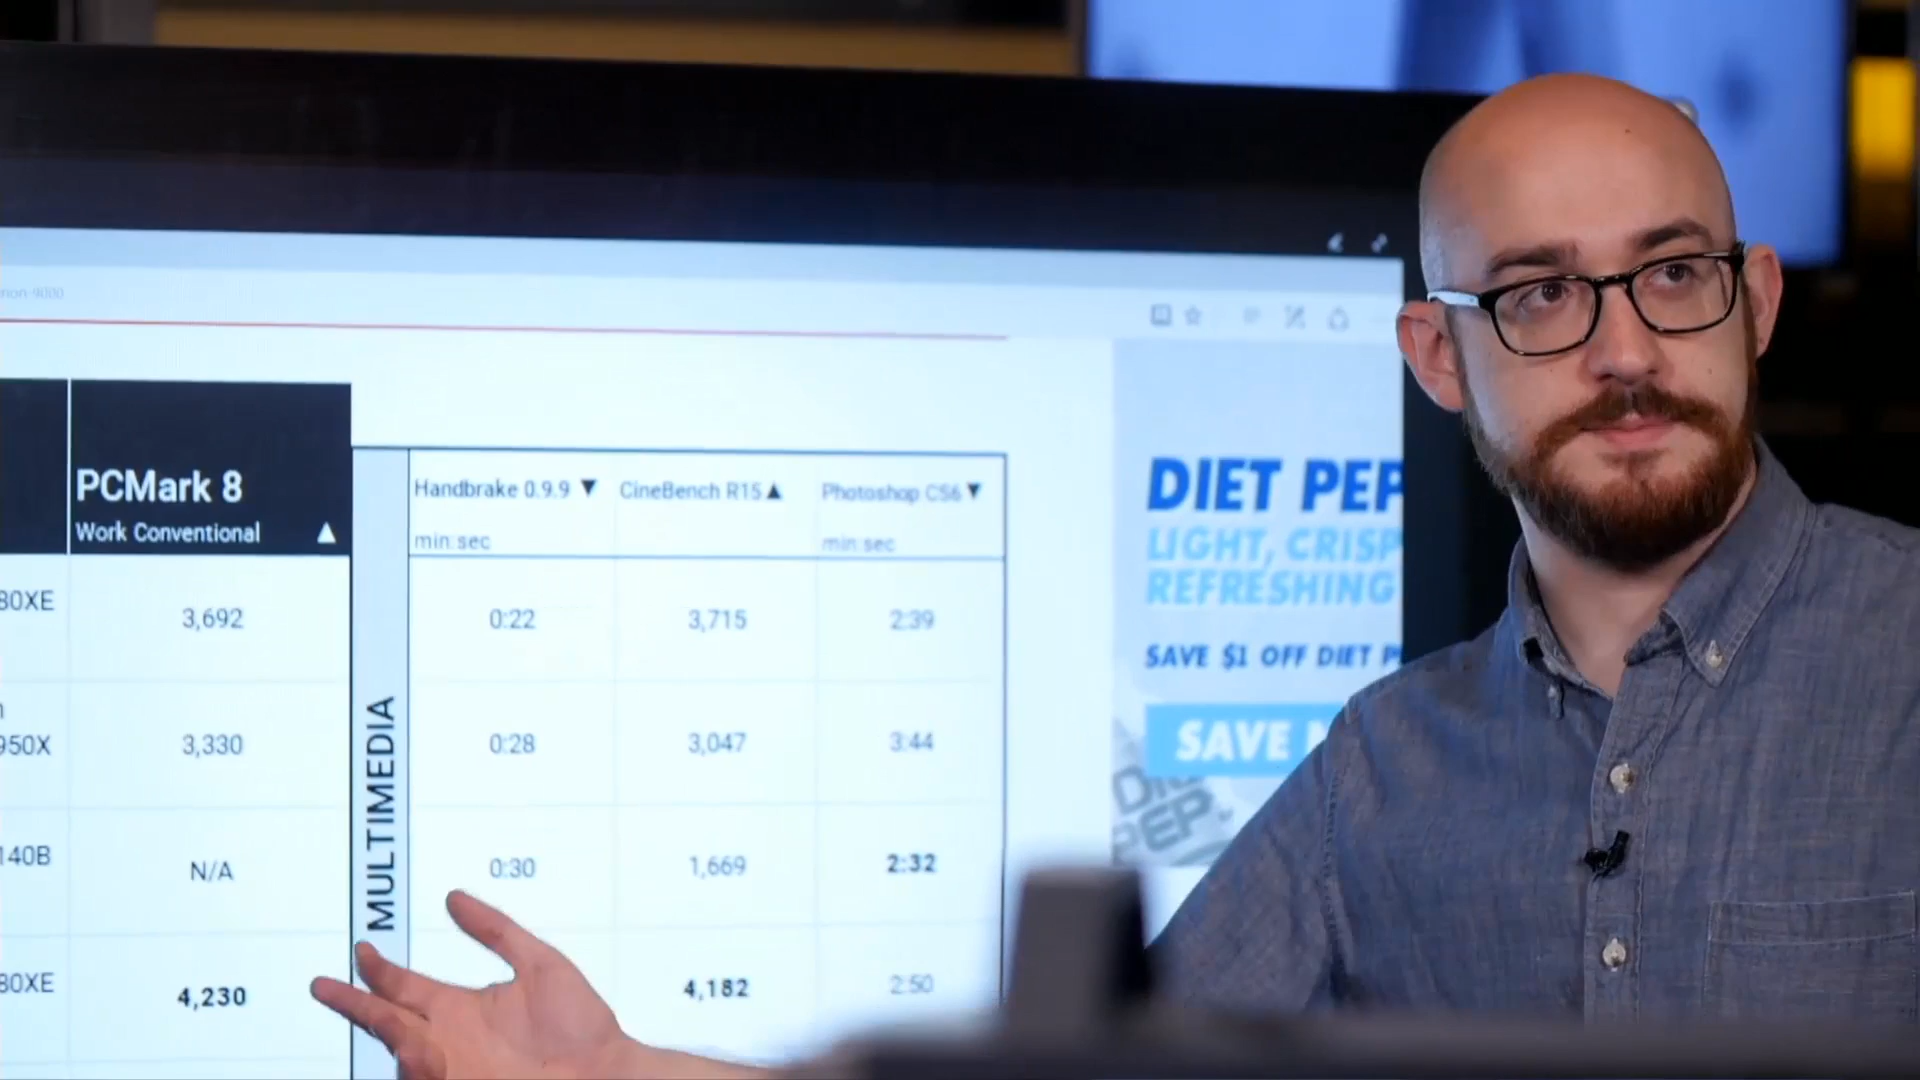 PCMark 8
Work Conventional ▲
MULTIMEDIA
Handbrake 0.9.9 ▼
min:sec
CineBench R15 ▲
Photoshop CS6 ▼
min:sec
80XE
3,692
0:22
3,715
2:39
950X
3,330
0:28
3,047
3:44
140B
N/A
0:30
1,669
2:32
80XE
4,230
4,182
2:50
DIET PEP
LIGHT, CRISP
REFRESHING
SAVE $1 OFF DIET P
SAVE N
DIE
PEP